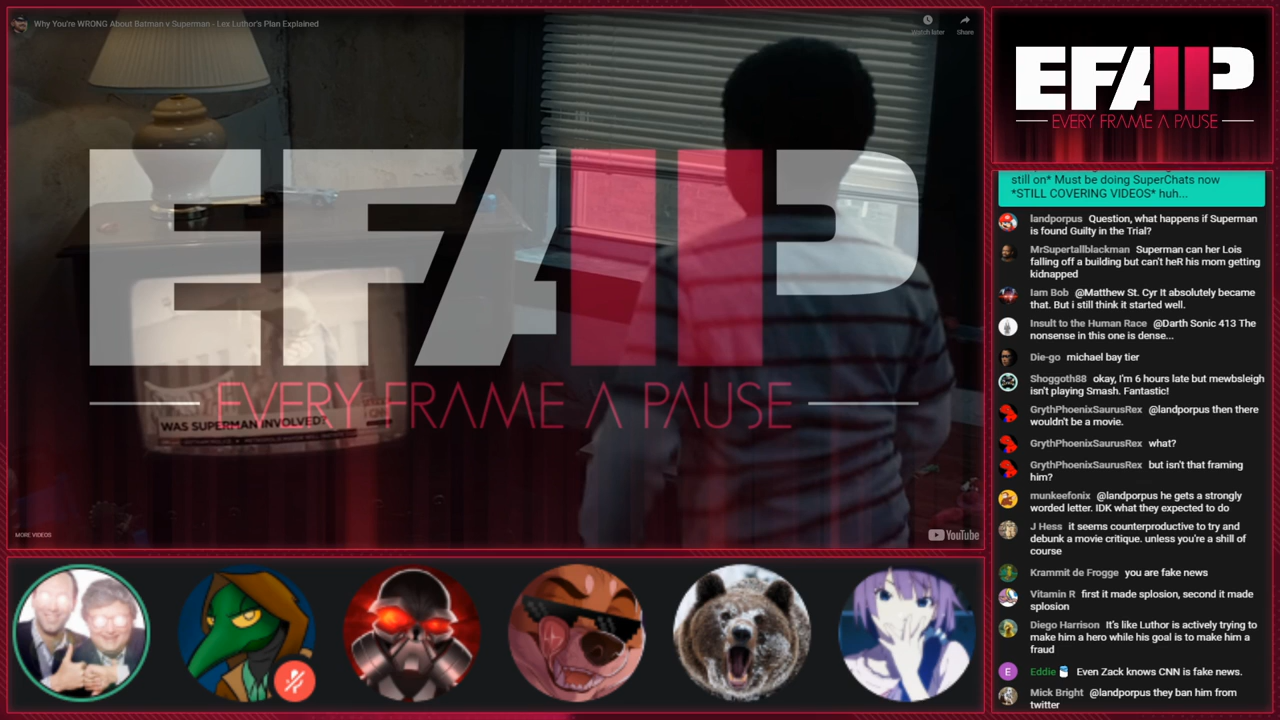 Why You're WRONG About Batman v Superman - Lex Luthor's Plan Explained
Watch later
Share
EFAP
EVERY FRAME A PAUSE
WAS SUPERMAN INVOLVED?
MORE VIDEOS
YouTube
EFAP
EVERY FRAME A PAUSE
still on* Must be doing SuperChats now
*STILL COVERING VIDEOS* huh...
landporpus Question, what happens if Superman
is found Guilty in the Trial?
MrSupertallblackman Superman can her Lois
falling off a building but can't heR his mom getting
kidnapped
Iam Bob @Matthew St. Cyr It absolutely became
that. But i still think it started well.
Insult to the Human Race @Darth Sonic 413 The
nonsense in this one is dense...
Die-go michael bay tier
Shoggoth88 okay, I'm 6 hours late but mewbsleigh
isn't playing Smash. Fantastic!
GrythPhoenixSaurusRex @landporpus then there
wouldn't be a movie.
GrythPhoenixSaurusRex what?
GrythPhoenixSaurusRex but isn't that framing
him?
munkeefonix @landporpus he gets a strongly
worded letter. IDK what they expected to do
J Hess it seems counterproductive to try and
debunk a movie critique. unless you're a shill of
course
Krammit de Frogge you are fake news
Vitamin R first it made splosion, second it made
splosion
Diego Harrison It's like Luthor is actively trying to
make him a hero while his goal is to make him a
fraud
E
Eddie Even Zack knows CNN is fake news.
Mick Bright @landporpus they ban him from
twitter